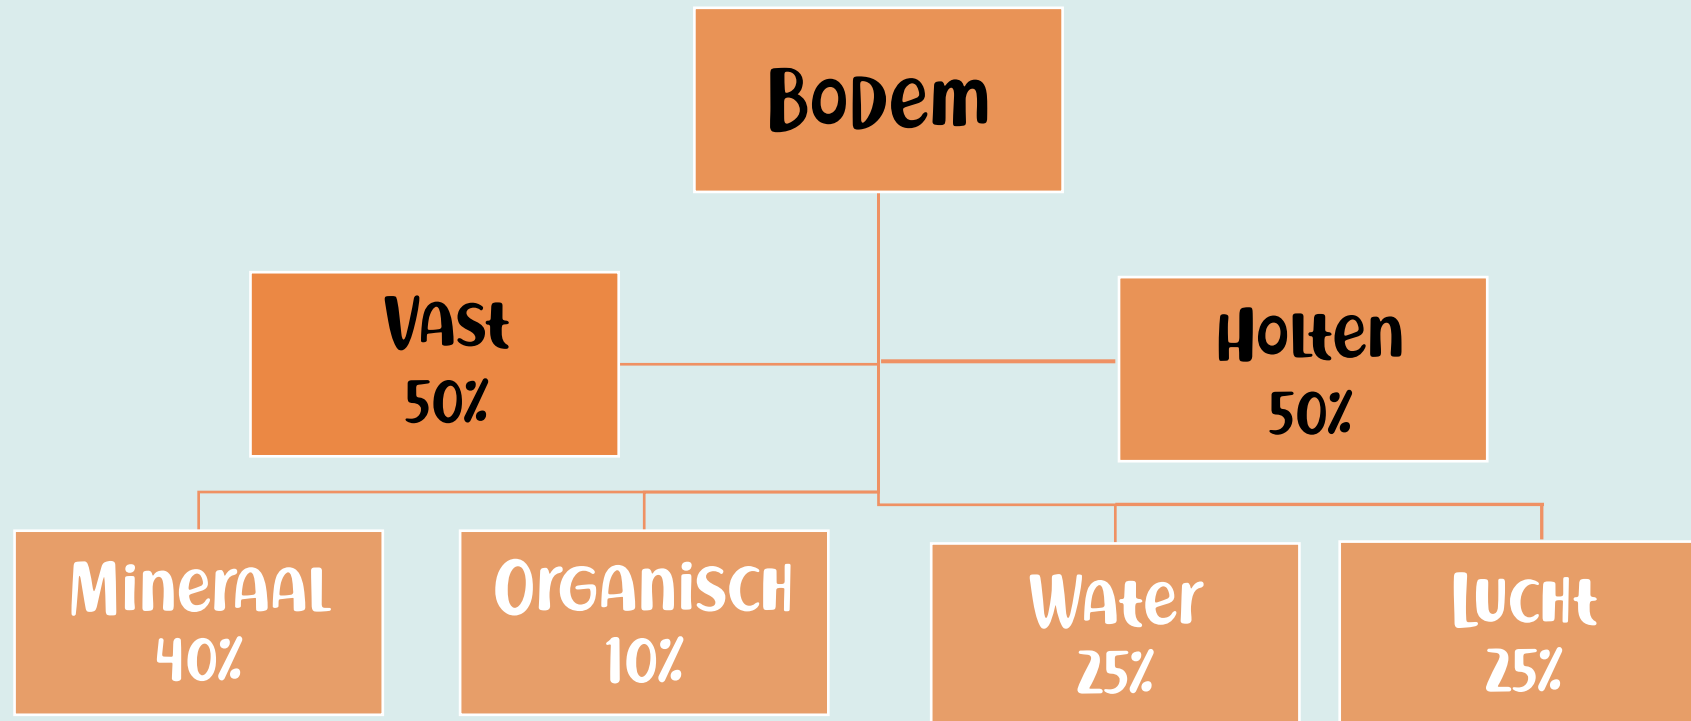 Bodem
Vast
50%
Holten
50%
Mineraal
40%
Organisch
10%
Water
25%
Lucht
25%